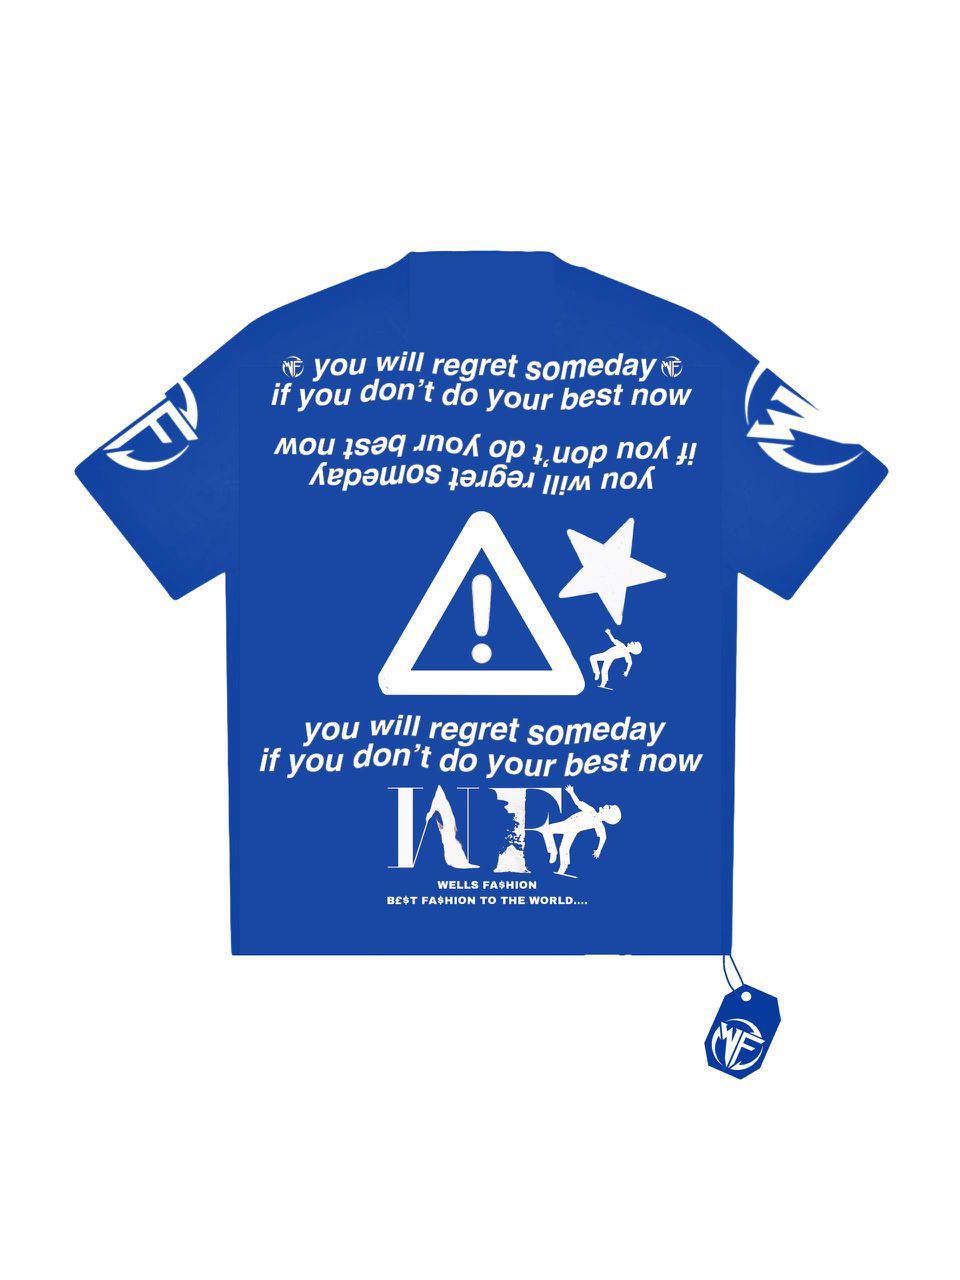 WF you will regret someday WF
if you don't do your best now
if you don't do your best now
you will regret someday
F
W
!
you will regret someday
if you don't do your best now
WF
WELLS FA$HION
B£$T FA$HION TO THE WORLD....
WF